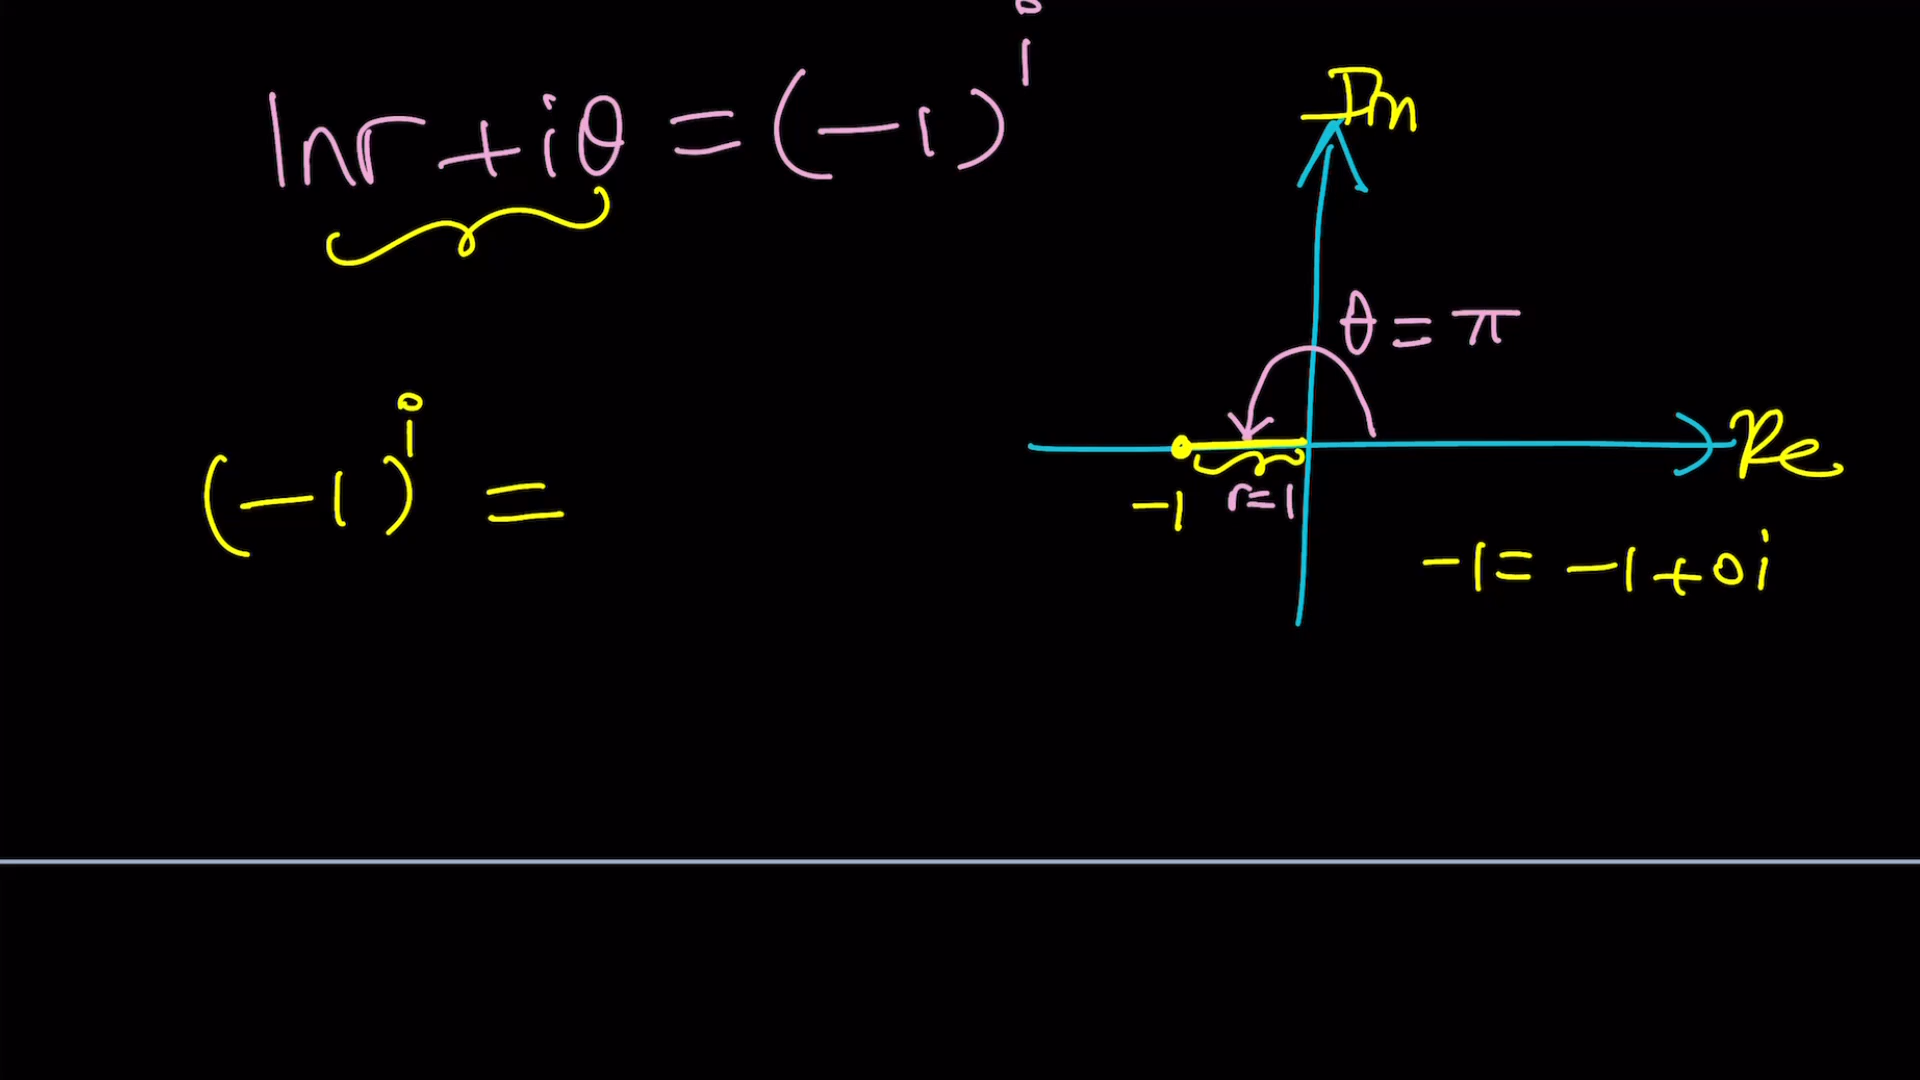 ln r + iθ = (-1)^i
Im
θ = π
(-1)^i =
Re
-1
r=1
-1 = -1 + 0i